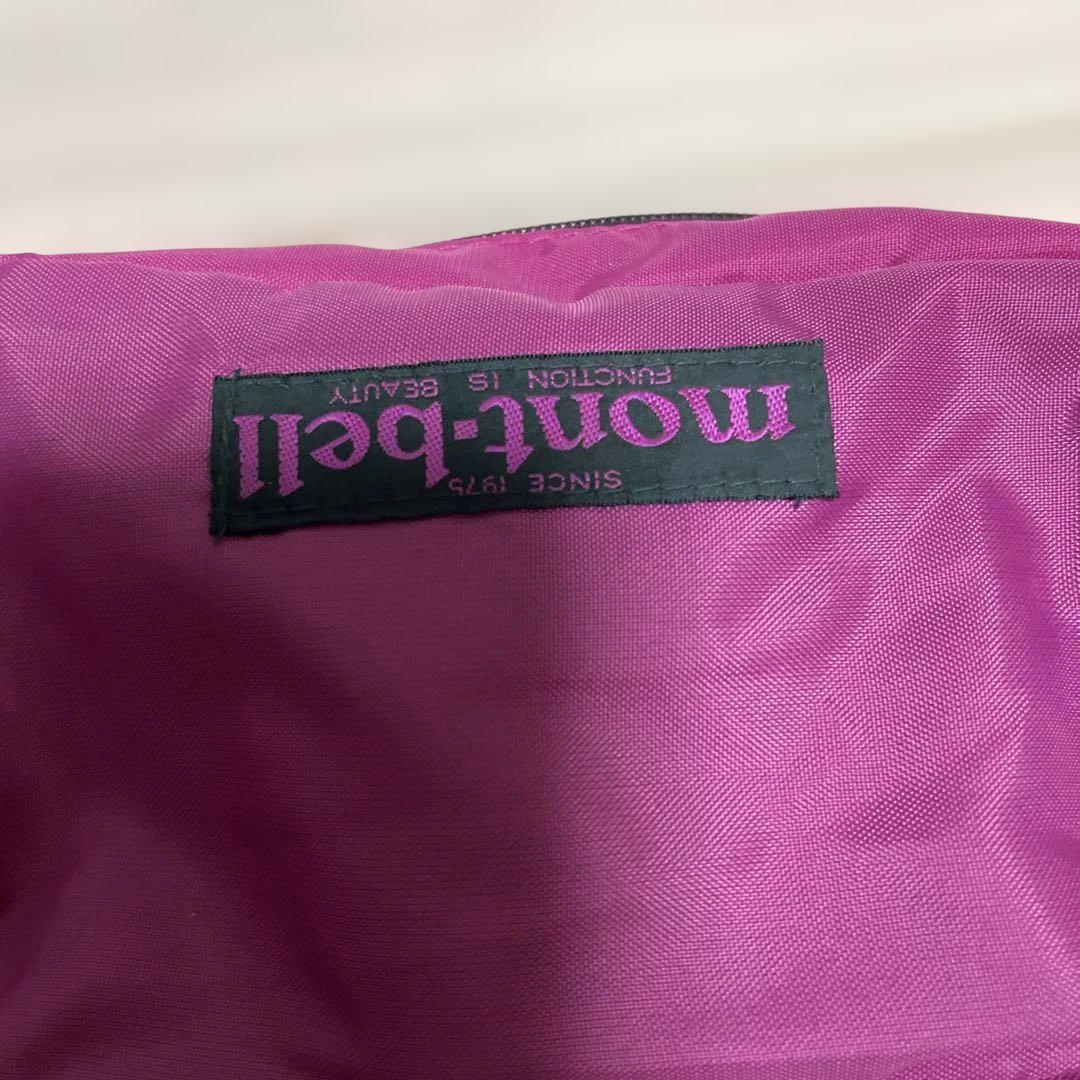 SINCE 1975
mont-bell
FUNCTION IS BEAUTY